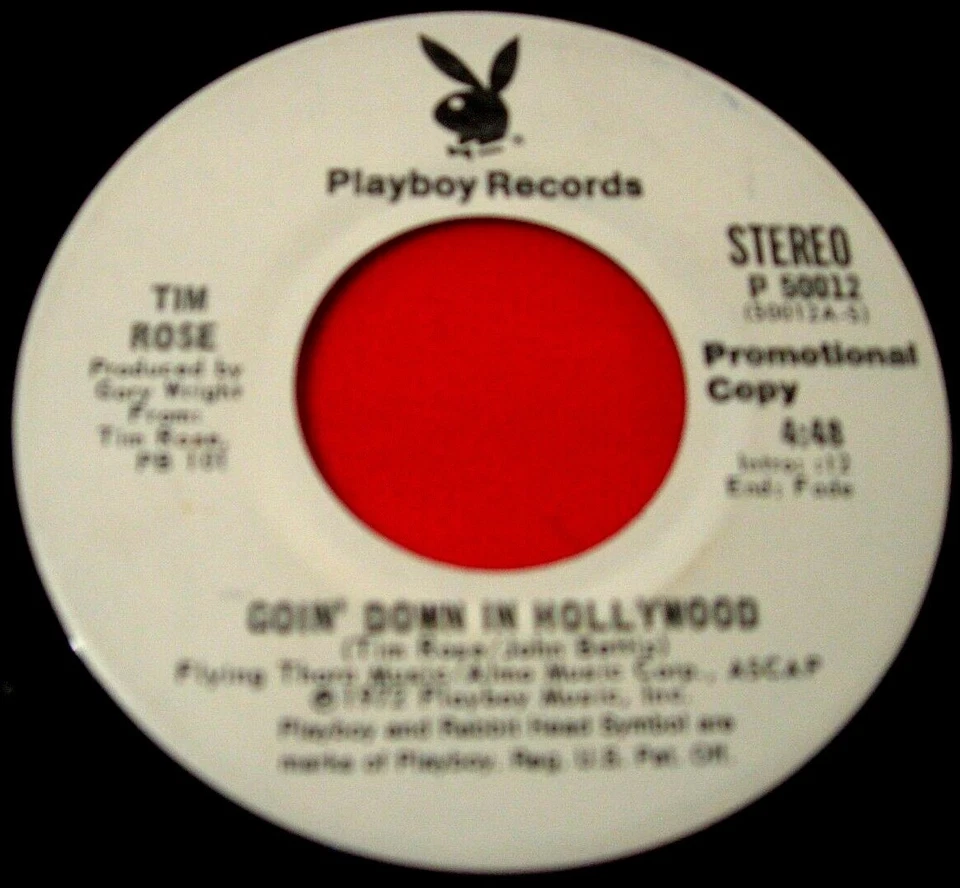 Playboy Records
STEREO
P 50012
(50012A-S)
Promotional
Copy
4:48
Intro: :12
End: Fade
TIM
ROSE
Produced by
Gary Wright
From:
Tim Rose,
PB 101
GOIN' DOWN IN HOLLYWOOD
(Tim Rose/John
Flying Thorn Music/Almo Music Corp., ASCAP
©1972 Playboy Music, Inc.
Playboy and Rabbit Head Symbol are
marks of Playboy. Reg. U.S. Pat. Off.